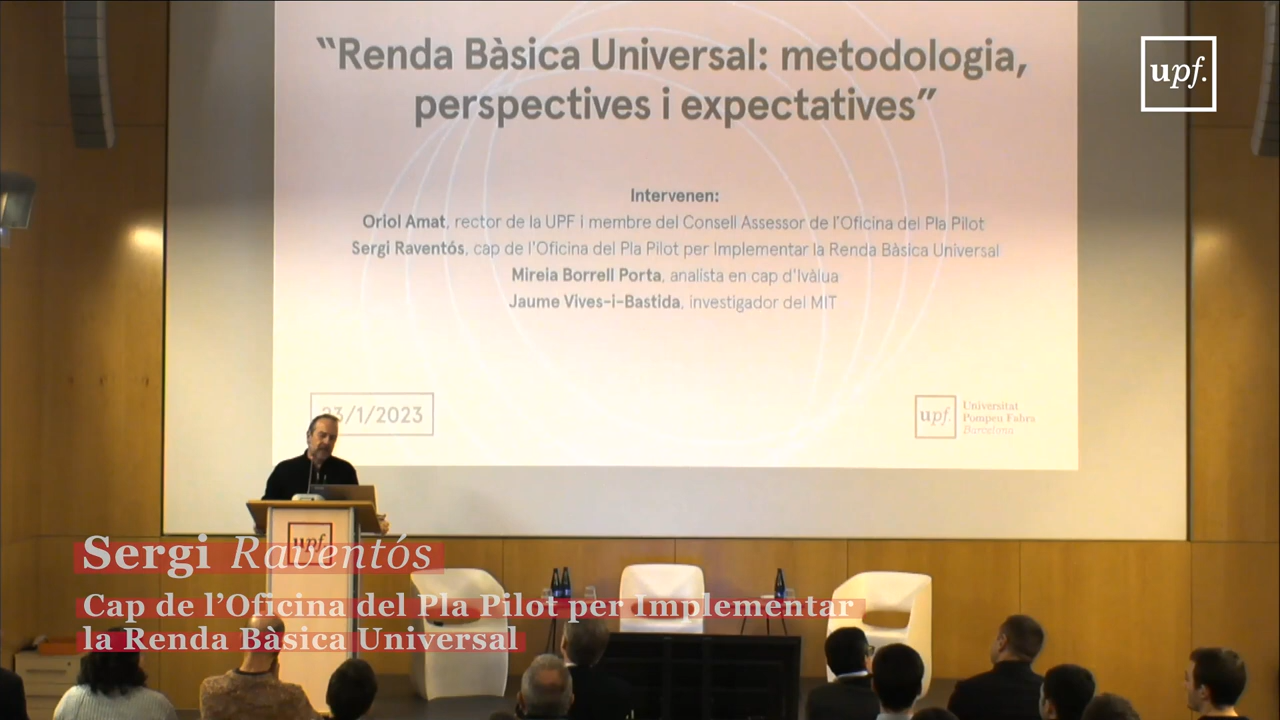 “Renda Bàsica Universal: metodologia,
perspectives i expectatives”
upf.
Intervenen:
Oriol Amat, rector de la UPF i membre del Consell Assessor de l'Oficina del Pla Pilot
Sergi Raventós, cap de l'Oficina del Pla Pilot per Implementar la Renda Bàsica Universal
Mireia Borrell Porta, analista en cap d'Ivàlua
Jaume Vives-i-Bastida, investigador del MIT
23/1/2023
upf.
Universitat
Pompeu Fabra
Barcelona
upf.
Sergi Raventós
Cap de l’Oficina del Pla Pilot per Implementar
la Renda Bàsica Universal